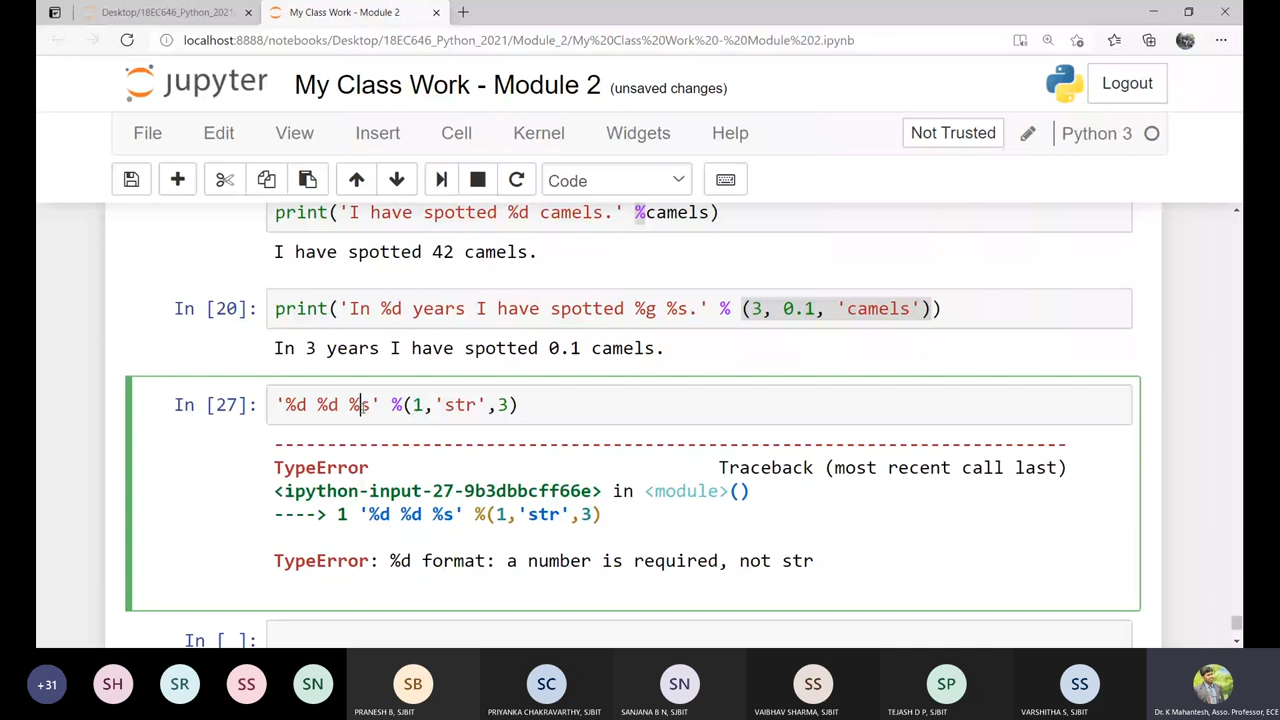 Desktop/18EC646_Python_2021/
My Class Work - Module 2
localhost:8888/notebooks/Desktop/18EC646_Python_2021/Module_2/My%20Class%20Work%20-%20Module%202.ipynb
jupyter My Class Work - Module 2 (unsaved changes)
Logout
File Edit View Insert Cell Kernel Widgets Help
Not Trusted
Python 3
Code
print('I have spotted %d camels.' %camels)
I have spotted 42 camels.
In [20]: print('In %d years I have spotted %g %s.' % (3, 0.1, 'camels'))
In 3 years I have spotted 0.1 camels.
In [27]: '%d %d %s' %(1,'str',3)
---------------------------------------------------------------------------
TypeError Traceback (most recent call last)
<ipython-input-27-9b3dbbcff66e> in <module>()
----> 1 '%d %d %s' %(1,'str',3)
TypeError: %d format: a number is required, not str
In [ ]:
+31 SH SR SS SN SB SC SN SS SP SS
PRANESH B, SJBIT
PRIYANKA CHAKRAVARTHY, SJBIT
SANJANA B N, SJBIT
VAIBHAV SHARMA, SJBIT
TEJASH D P, SJBIT
VARSHITHA S, SJBIT
Dr. K Mahantesh, Asso. Professor, ECE